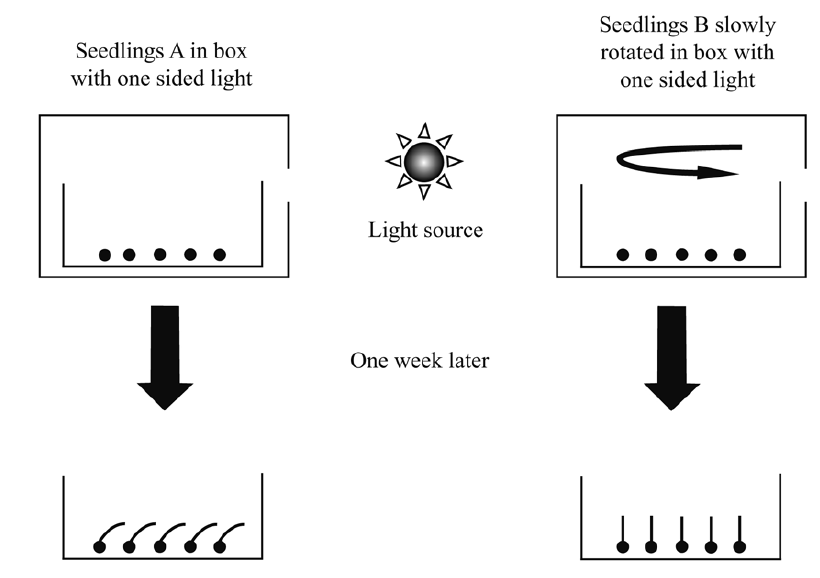 Seedlings A in box
with one sided light
Seedlings B slowly
rotated in box with
one sided light
Light source
One week later